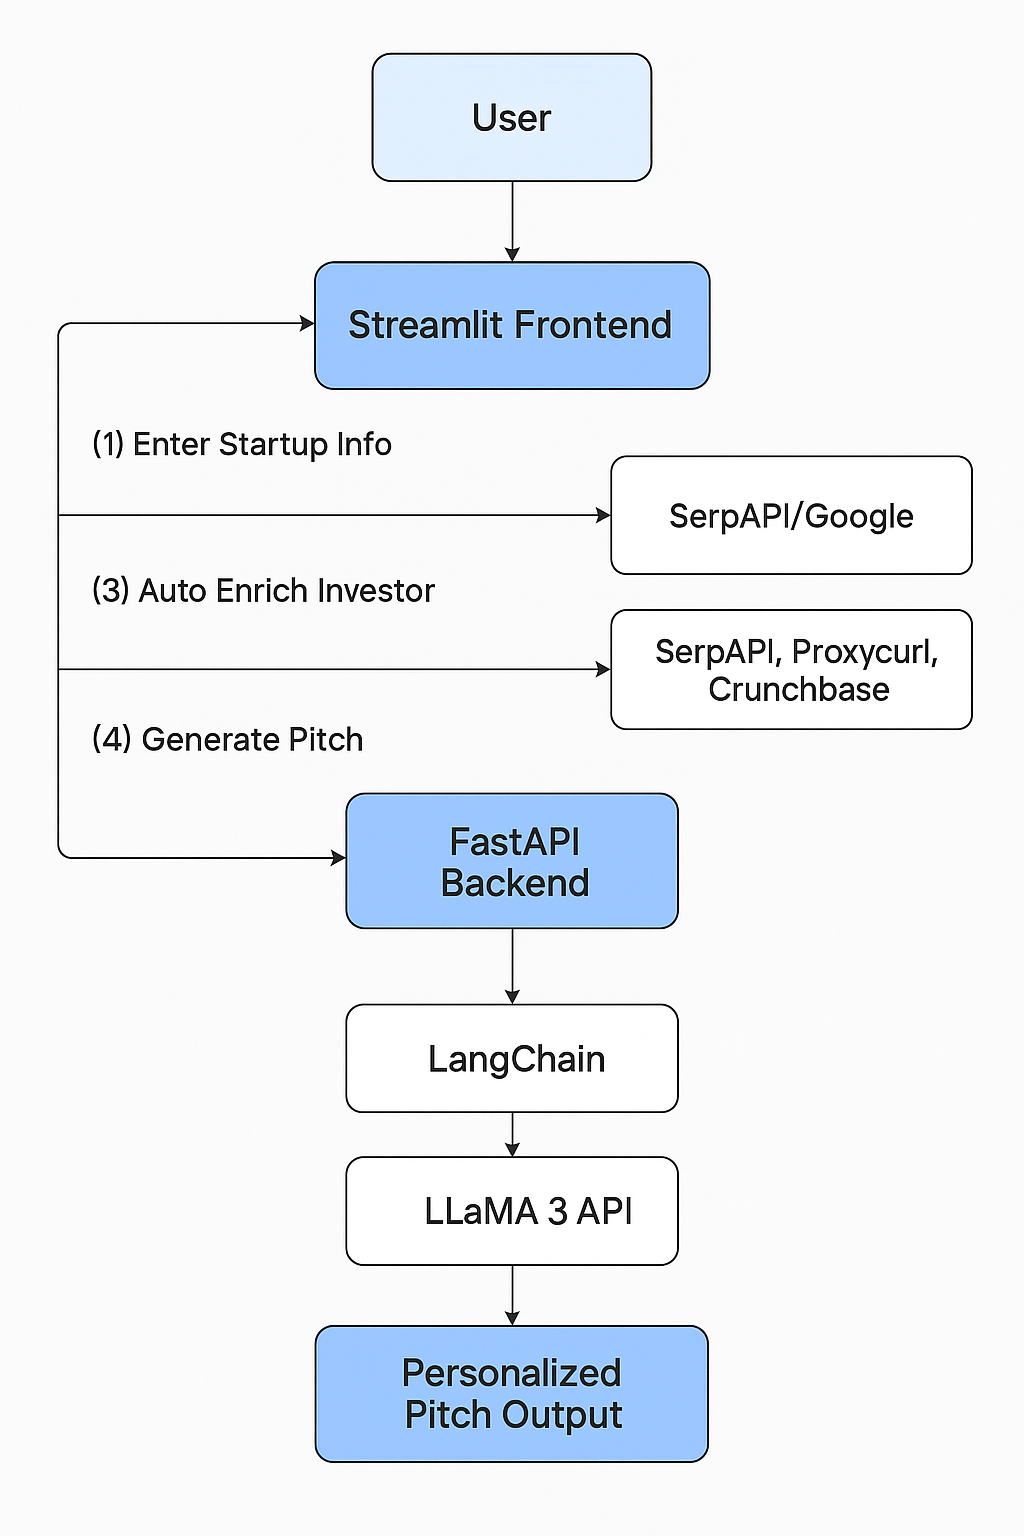 User
Streamlit Frontend
(1) Enter Startup Info
SerpAPI/Google
(3) Auto Enrich Investor
SerpAPI, Proxycurl,
Crunchbase
(4) Generate Pitch
FastAPI
Backend
LangChain
LLaMA 3 API
Personalized
Pitch Output